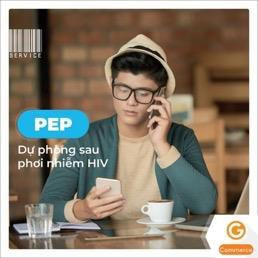 SERVICE
PEP
Dự phòng sau
phơi nhiễm HIV
G
Commerce